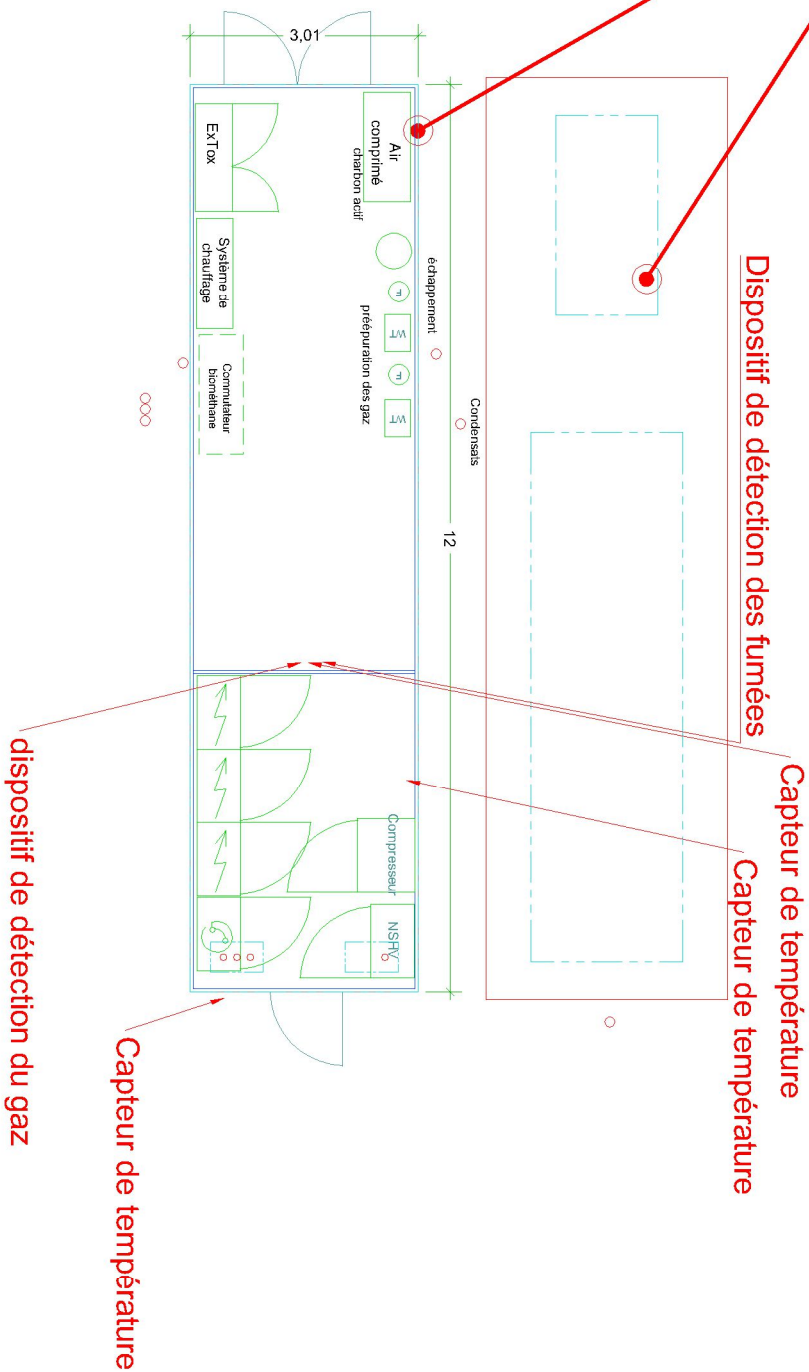 3,01
Air
comprimé
charbon actif
ExTox
Système de
chauffage
Commutateur
biométhane
échappement
F
WT
F
WT
préépuration des gaz
Condensats
12
Compresseur
NSHV
Dispositif de détection des fumées
Capteur de température
Capteur de température
dispositif de détection du gaz
Capteur de température